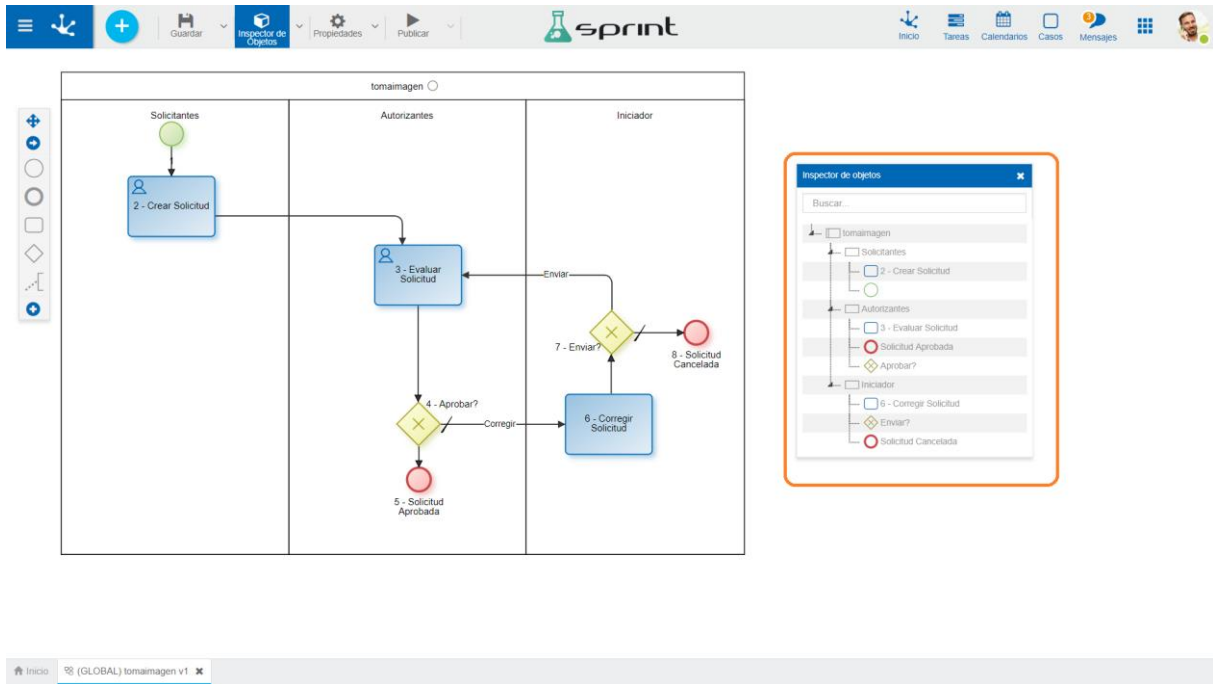 Guardar
Inspector de
Objetos
Propiedades
Publicar
sprint
Inicio
Tareas
Calendarios
Casos
3
Mensajes
tomaimagen
Solicitantes
Autorizantes
Iniciador
2 - Crear Solicitud
3 - Evaluar
Solicitud
Enviar
7 - Enviar?
8 - Solicitud
Cancelada
4 - Aprobar?
Corregir
6 - Corregir
Solicitud
5 - Solicitud
Aprobada
Inspector de objetos
Buscar...
tomaimagen
Solicitantes
2 - Crear Solicitud
Autorizantes
3 - Evaluar Solicitud
Solicitud Aprobada
Aprobar?
Iniciador
6 - Corregir Solicitud
Enviar?
Solicitud Cancelada
Inicio
(GLOBAL) tomaimagen v1